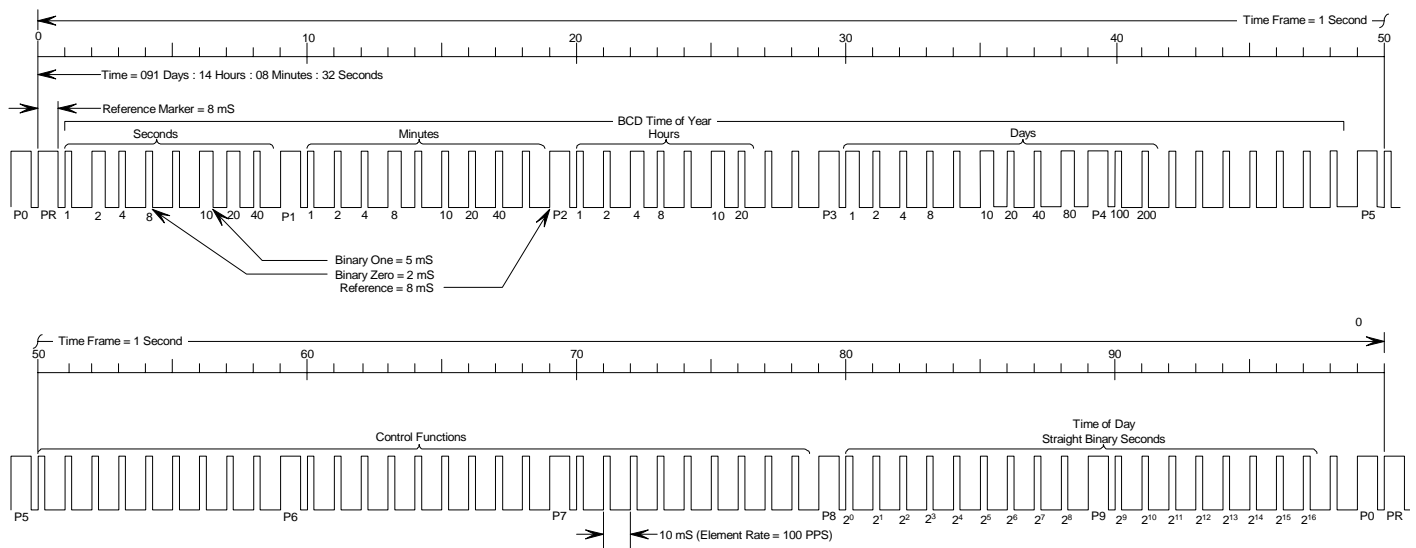 Time Frame = 1 Second
0 10 20 30 40 50
Time = 091 Days : 14 Hours : 08 Minutes : 32 Seconds
Reference Marker = 8 mS
BCD Time of Year
Seconds Minutes Hours Days
P0 PR 1 2 4 8 10 20 40 P1 1 2 4 8 10 20 40 P2 1 2 4 8 10 20 P3 1 2 4 8 10 20 40 80 P4 100 200 P5
Binary One = 5 mS
Binary Zero = 2 mS
Reference = 8 mS
0
Time Frame = 1 Second
50 60 70 80 90
Time of Day
Control Functions Straight Binary Seconds
P5 P6 P7 P8 2⁰ 2¹ 2² 2³ 2⁴ 2⁵ 2⁶ 2⁷ 2⁸ P9 2⁹ 2¹⁰ 2¹¹ 2¹² 2¹³ 2¹⁴ 2¹⁵ 2¹⁶ P0 PR
10 mS (Element Rate = 100 PPS)